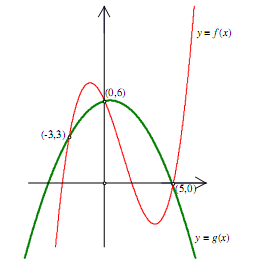 y = f(x)
(0,6)
(-3,3)
(5,0)
y = g(x)